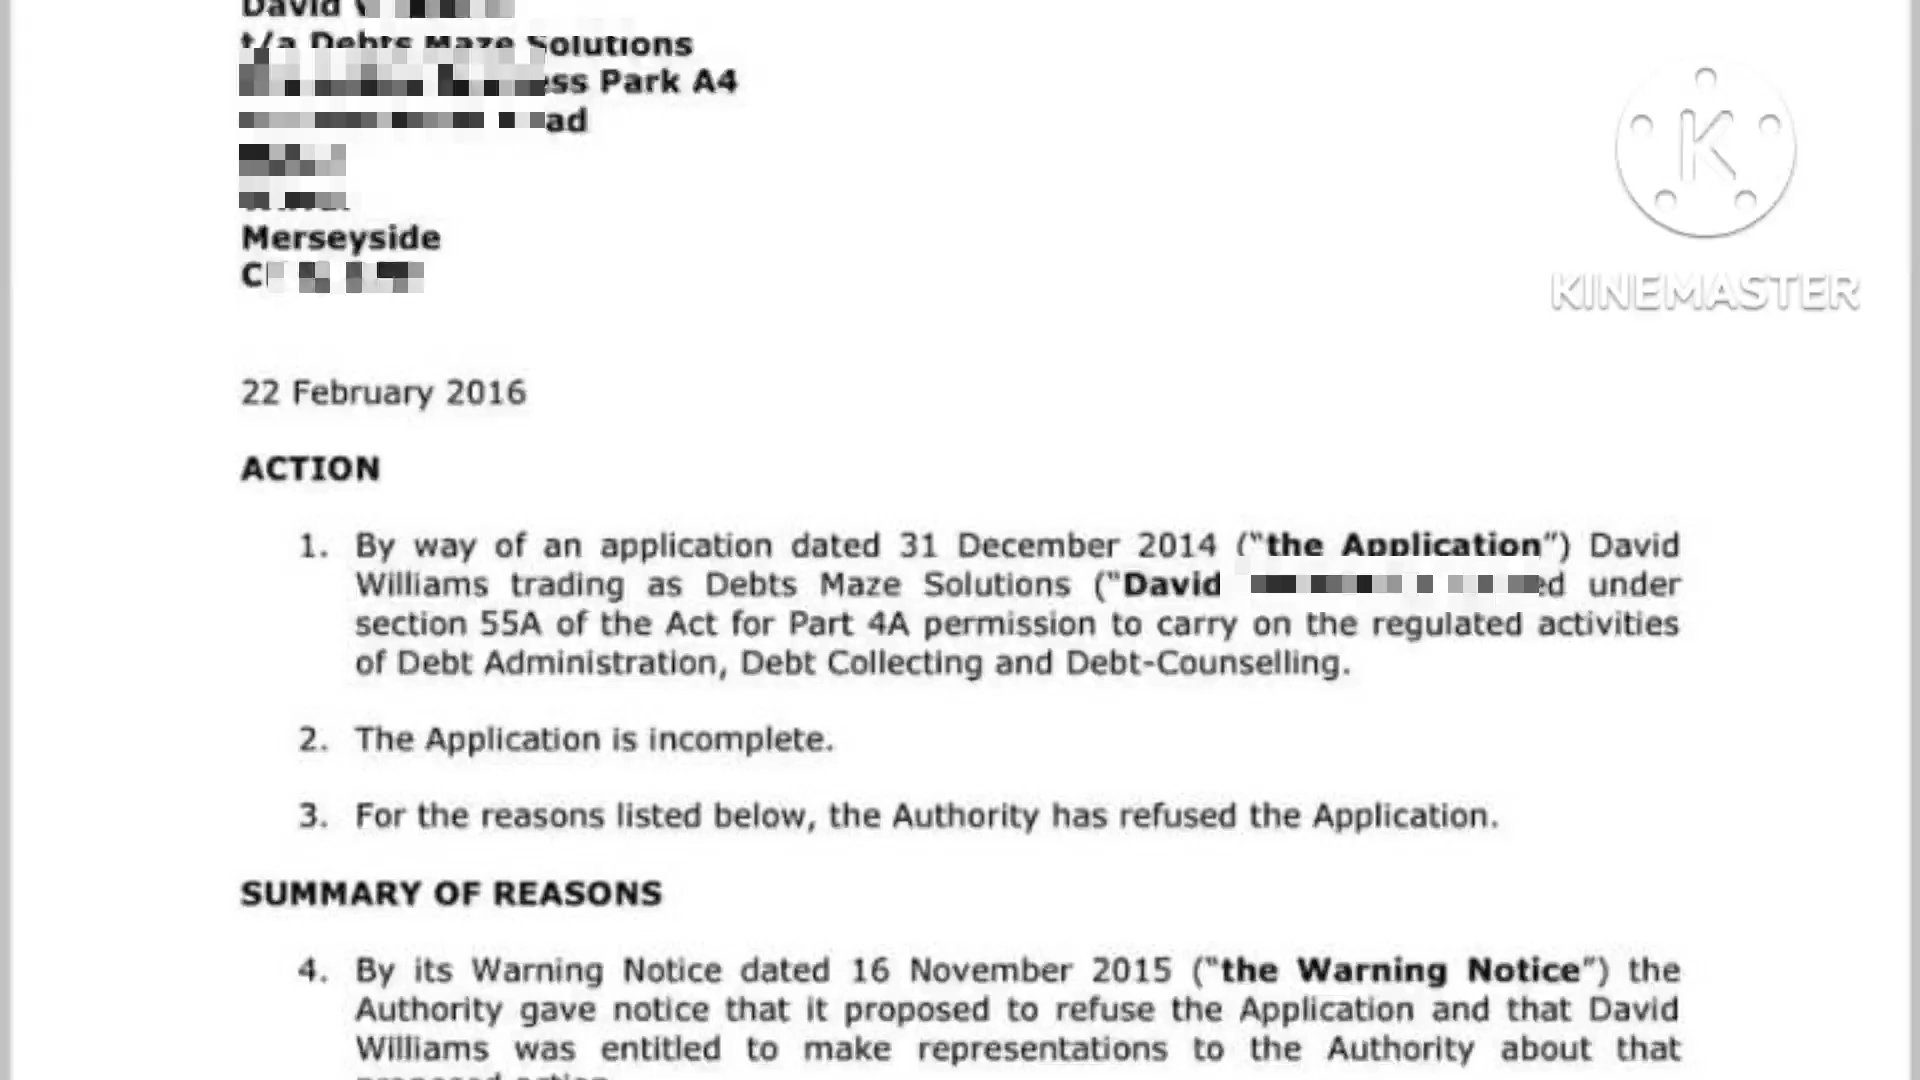 David
t/a Debts Maze Solutions
ess Park A4
ad
Merseyside
22 February 2016
ACTION
1. By way of an application dated 31 December 2014 ("the Application") David
Williams trading as Debts Maze Solutions ("David ed under
section 55A of the Act for Part 4A permission to carry on the regulated activities
of Debt Administration, Debt Collecting and Debt-Counselling.
2. The Application is incomplete.
3. For the reasons listed below, the Authority has refused the Application.
SUMMARY OF REASONS
4. By its Warning Notice dated 16 November 2015 ("the Warning Notice") the
Authority gave notice that it proposed to refuse the Application and that David
Williams was entitled to make representations to the Authority about that
K
KINEMASTER